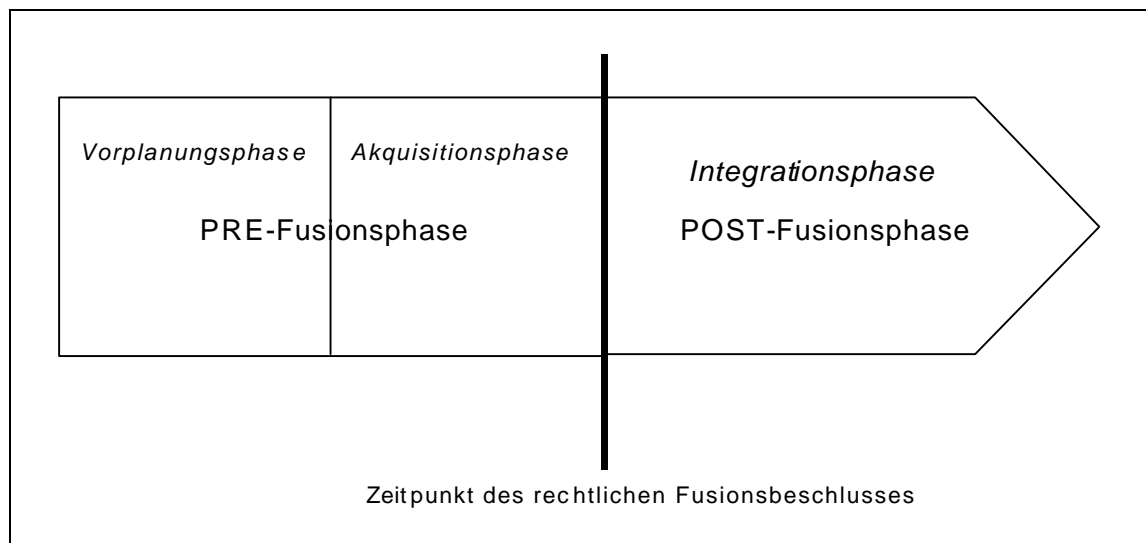 Vorplanungsphase Akquisitionsphase
Integrationsphase
PRE-Fusionsphase POST-Fusionsphase
Zeitpunkt des rechtlichen Fusionsbeschlusses